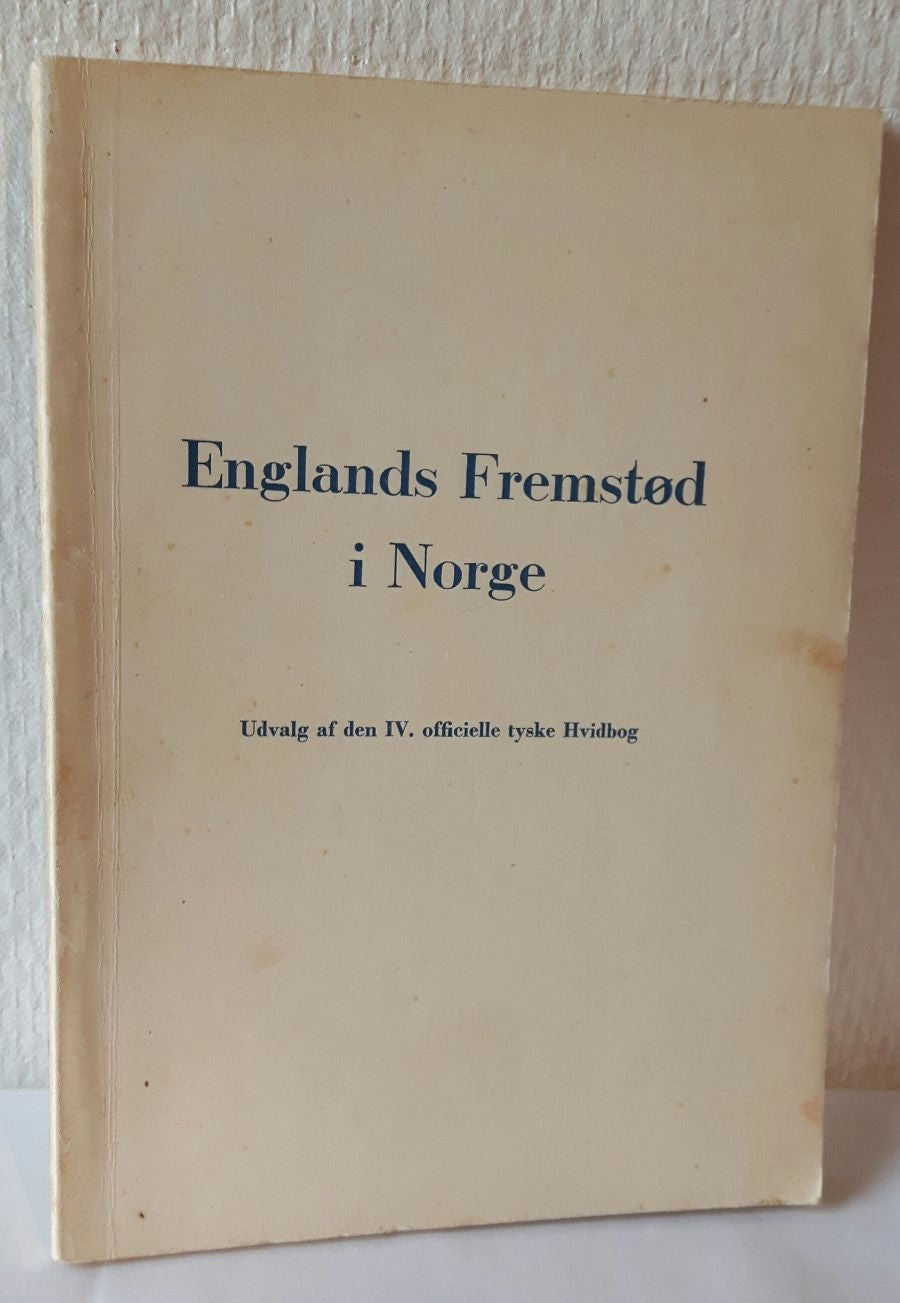 Englands Fremstød
i Norge
Udvalg af den IV. officielle tyske Hvidbog